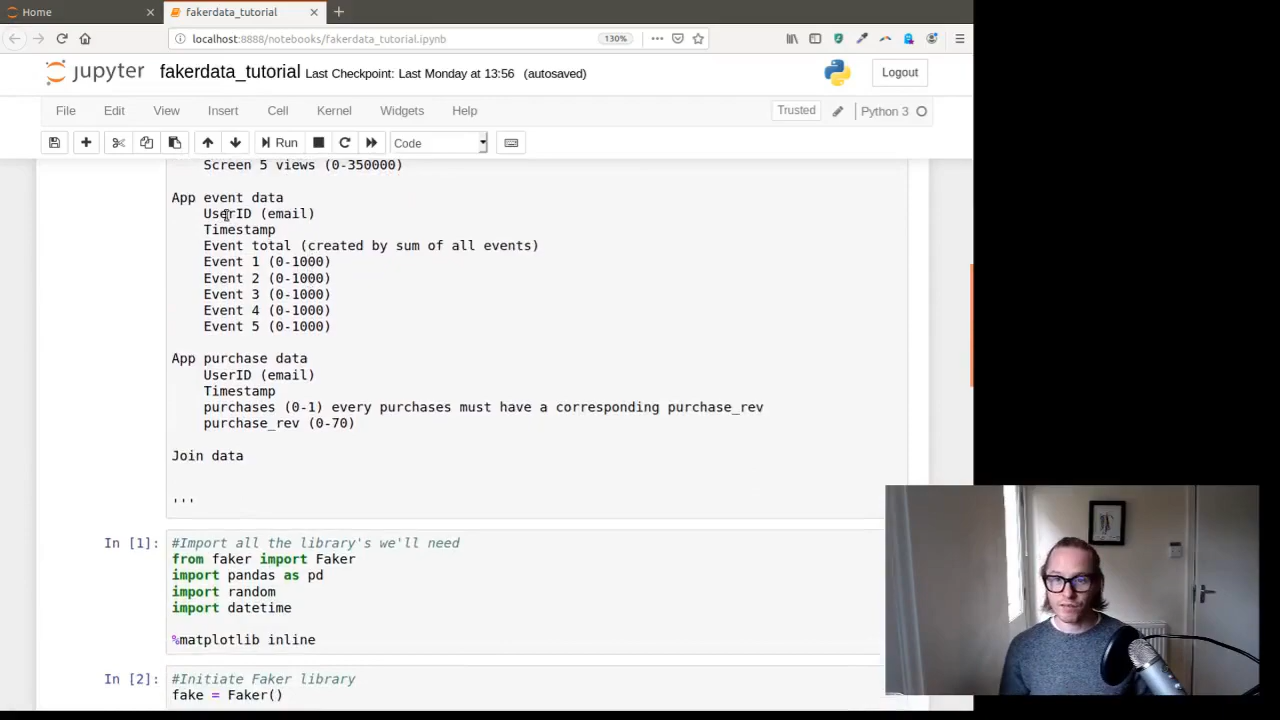 Home
fakerdata_tutorial
localhost:8888/notebooks/fakerdata_tutorial.ipynb
130%
jupyter fakerdata_tutorial Last Checkpoint: Last Monday at 13:56 (autosaved)
Logout
File Edit View Insert Cell Kernel Widgets Help
Trusted
Python 3
Run
Code
Screen 5 views (0-350000)
App event data
UserID (email)
Timestamp
Event total (created by sum of all events)
Event 1 (0-1000)
Event 2 (0-1000)
Event 3 (0-1000)
Event 4 (0-1000)
Event 5 (0-1000)
App purchase data
UserID (email)
Timestamp
purchases (0-1) every purchases must have a corresponding purchase_rev
purchase_rev (0-70)
Join data
'''
In [1]:
#Import all the library's we'll need
from faker import Faker
import pandas as pd
import random
import datetime
%matplotlib inline
In [2]:
#Initiate Faker library
fake = Faker()